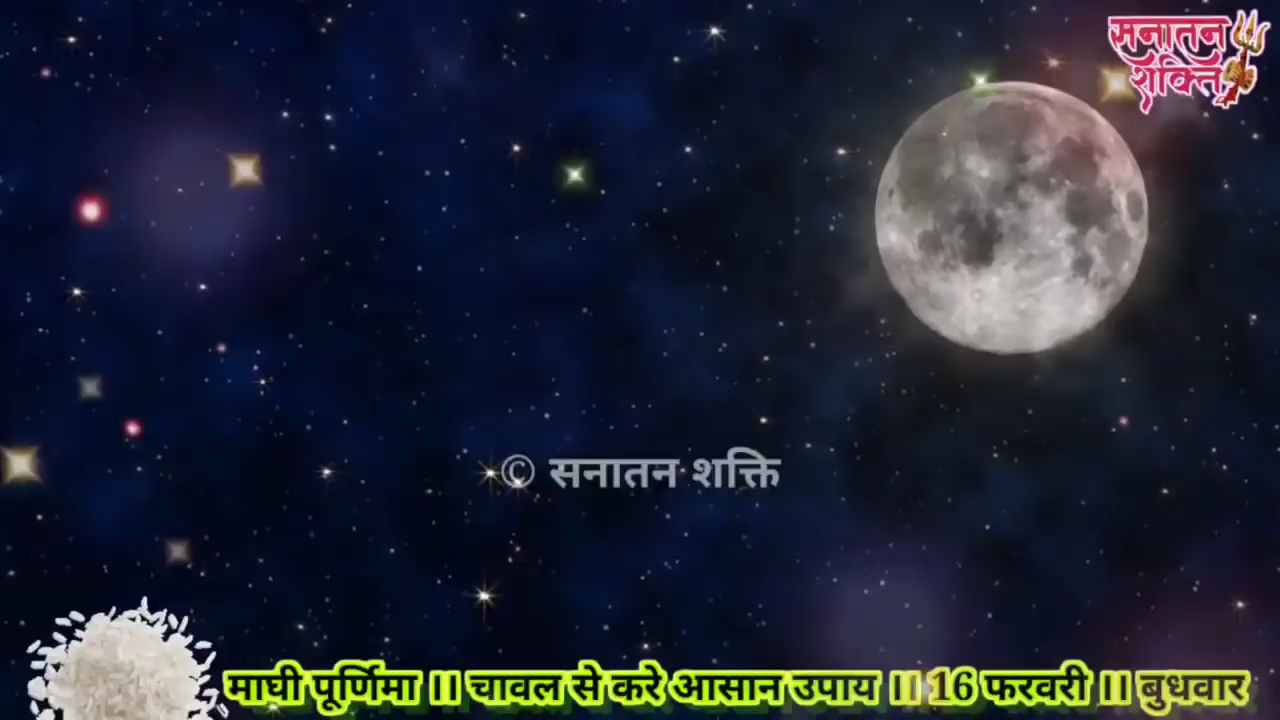 सनातन
शक्ति
© सनातन शक्ति
माघी पूर्णिमा ।। चावल से करे आसान उपाय ।। 16 फरवरी ।। बुधवार